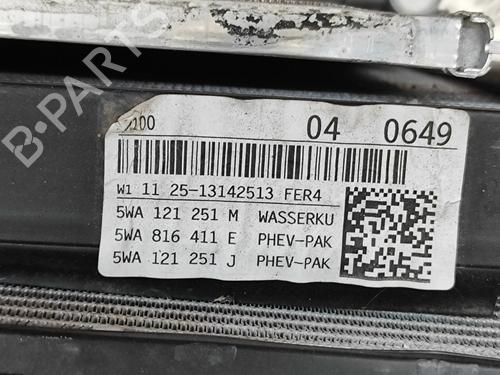 04 0649
W1 11 25-13142513 FER4
5WA 121 251 M WASSERKU
5WA 816 411 E PHEV-PAK
5WA 121 251 J PHEV-PAK
B-PARTS